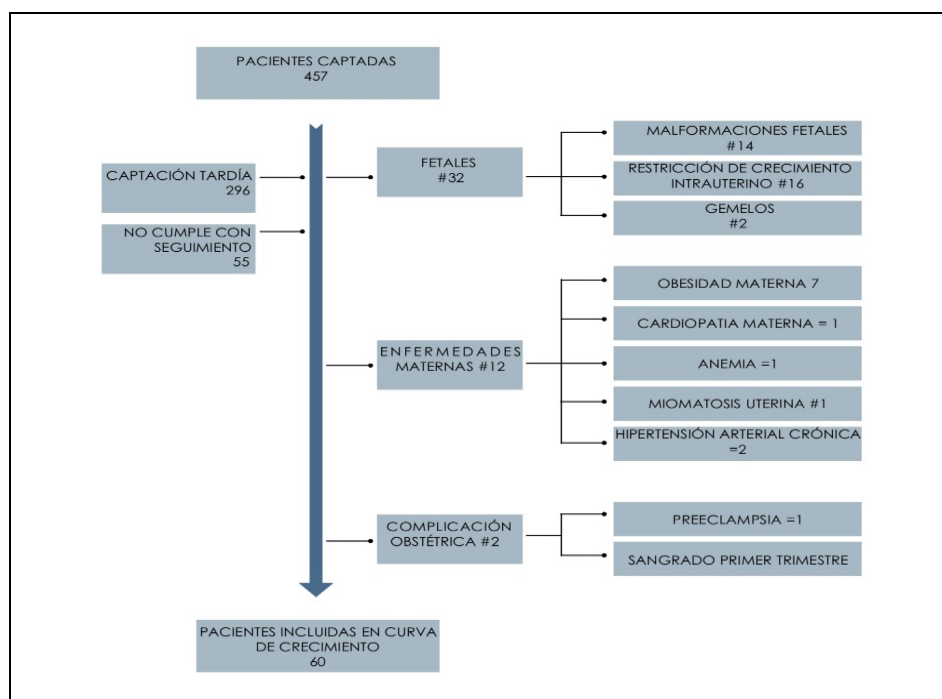 PACIENTES CAPTADAS
457
CAPTACIÓN TARDÍA
296
NO CUMPLE CON
SEGUIMIENTO
55
FETALES
#32
MALFORMACIONES FETALES
#14
RESTRICCIÓN DE CRECIMIENTO
INTRAUTERINO #16
GEMELOS
#2
ENFERMEDADES
MATERNAS #12
OBESIDAD MATERNA 7
CARDIOPATIA MATERNA = 1
ANEMIA =1
MIOMATOSIS UTERINA #1
HIPERTENSIÓN ARTERIAL CRÓNICA
=2
COMPLICACIÓN
OBSTÉTRICA #2
PREECLAMPSIA =1
SANGRADO PRIMER TRIMESTRE
PACIENTES INCLUIDAS EN CURVA
DE CRECIMIENTO
60